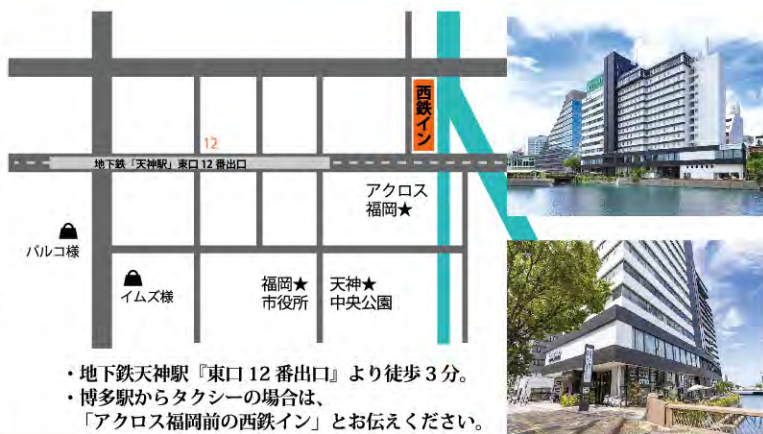 西鉄イン
12
地下鉄「天神駅」東口12番出口
アクロス
福岡★
パルコ様
イムズ様
福岡★
市役所
天神★
中央公園
・地下鉄天神駅『東口12番出口』より徒歩3分。
・博多駅からタクシーの場合は、
「アクロス福岡前の西鉄イン」とお伝えください。